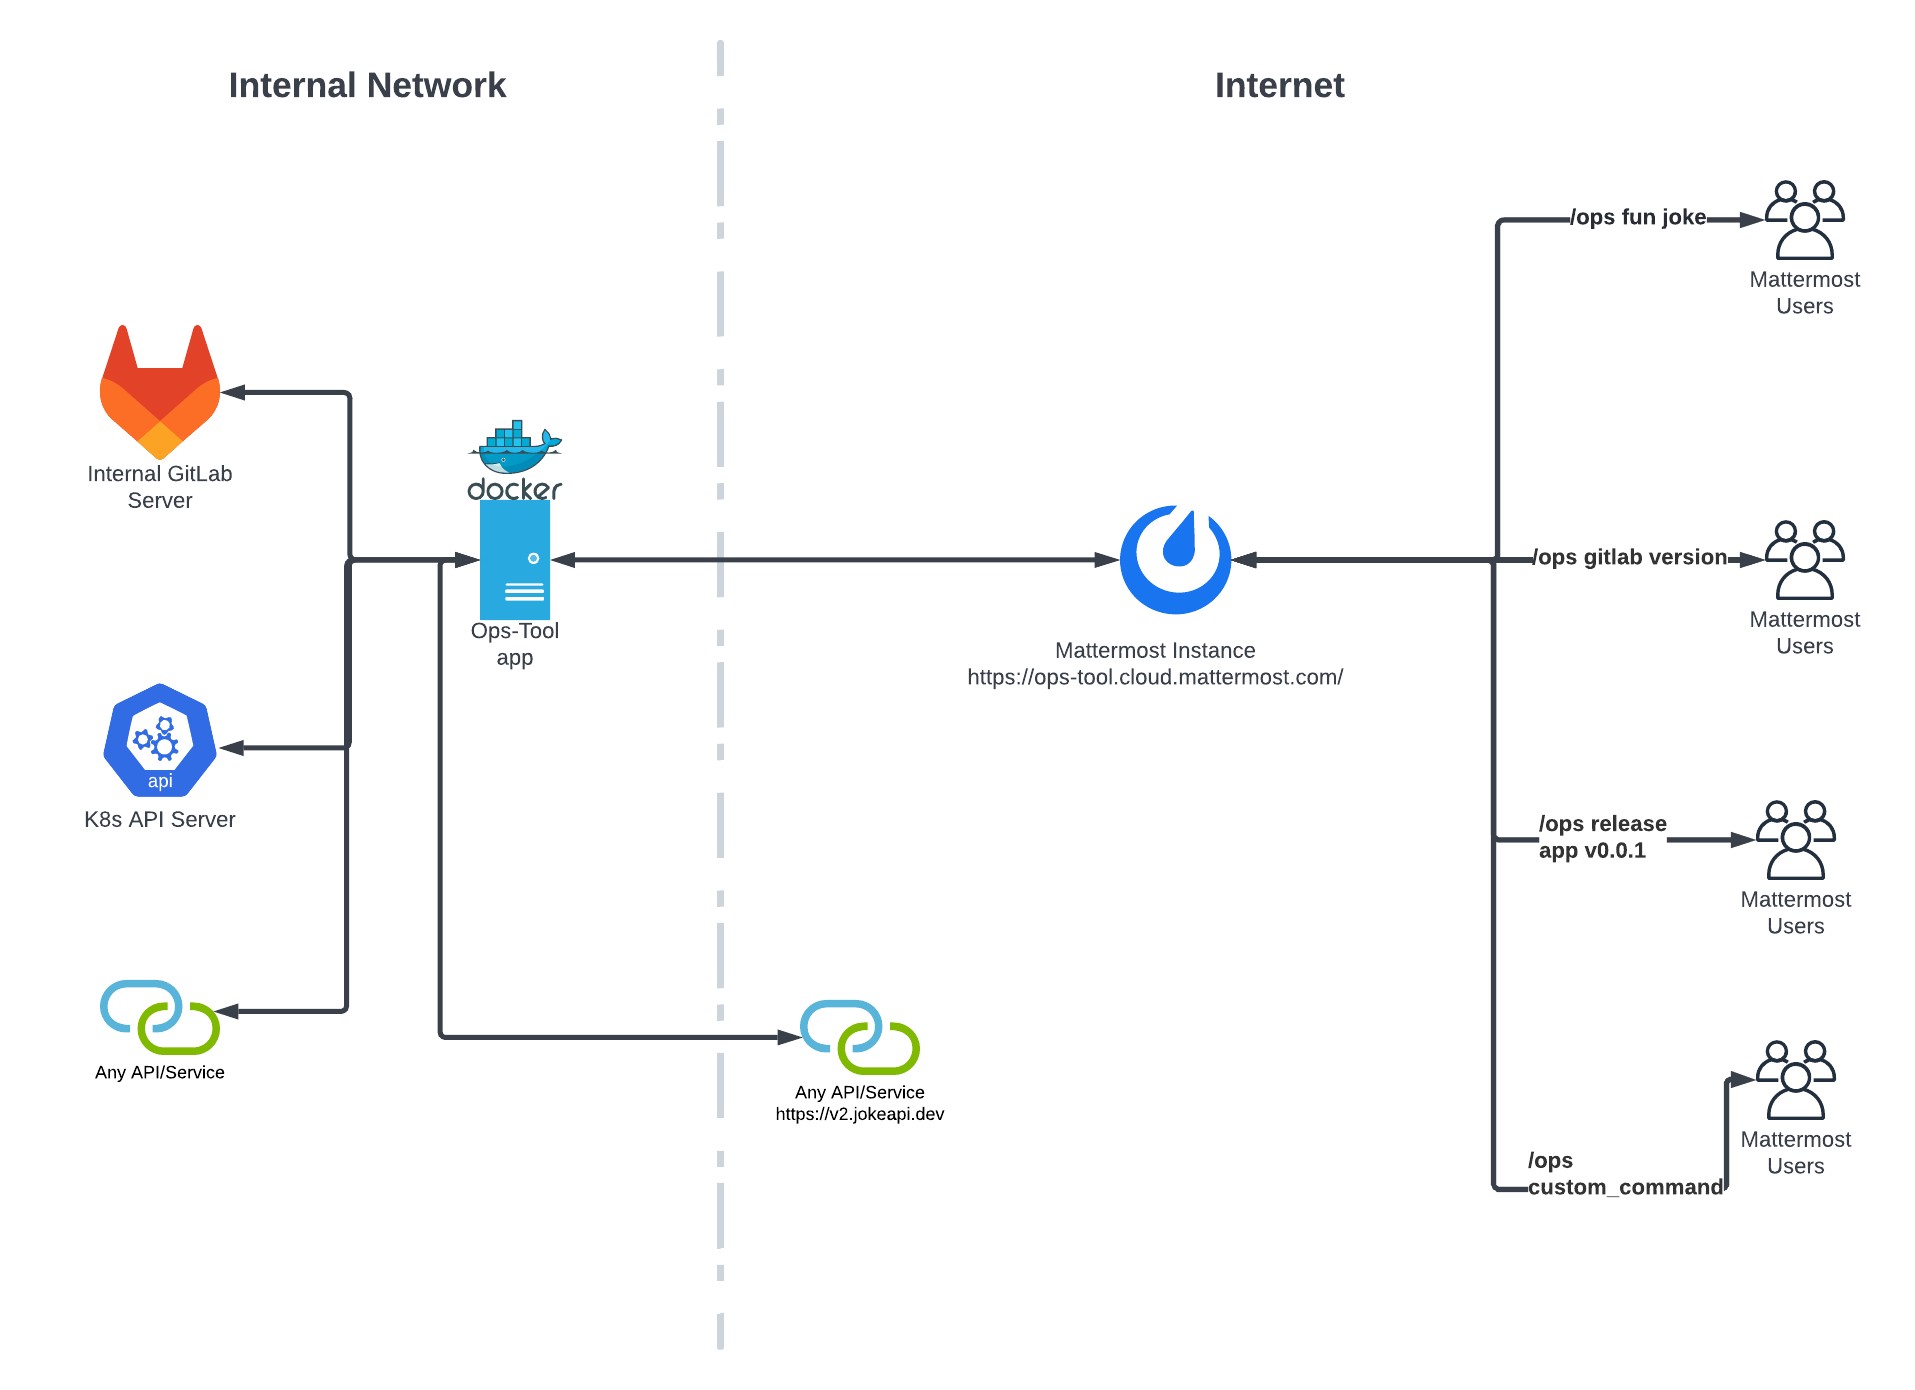 Internal Network
Internet
/ops fun joke
Mattermost
Users
Internal GitLab
Server
docker
Ops-Tool
app
Mattermost Instance
https://ops-tool.cloud.mattermost.com/
/ops gitlab version
Mattermost
Users
api
K8s API Server
/ops release
app v0.0.1
Mattermost
Users
Any API/Service
Any API/Service
https://v2.jokeapi.dev
/ops
custom_command
Mattermost
Users